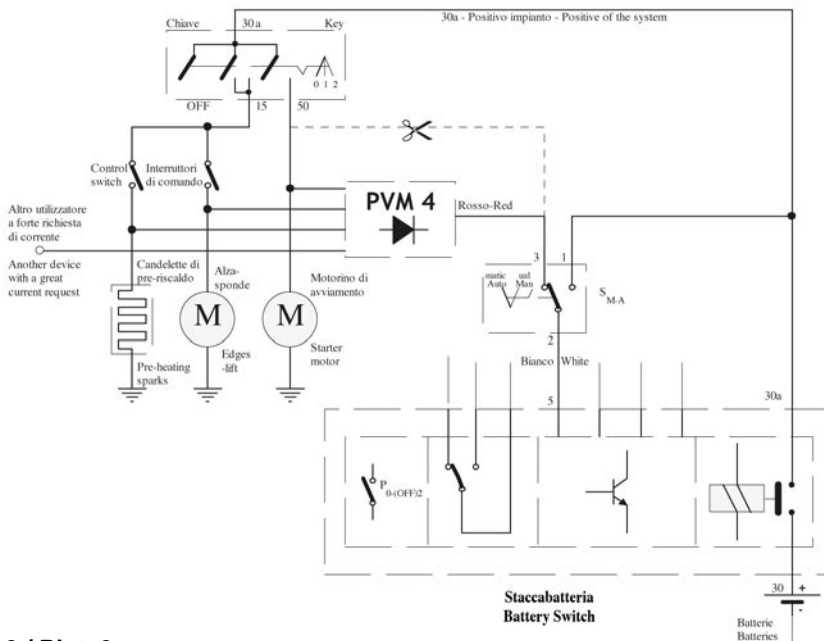 30a - Positivo impianto - Positive of the system
Chiave 30 a Key
0 1 2
OFF 15 50
Control switch
Interruttori di comando
PVM 4
Rosso-Red
Altro utilizzatore
a forte richiesta
di corrente
Another device
with a great
current request
Candelette di
pre-riscaldo
Alza-
sponde
Motorino di
avviamento
M
M
Pre-heating
sparks
Edges
-lift
Starter
motor
3 1
matic ual
Auto Man
S M-A
2
Bianco White
5
30a
P 0-(OFF)2
Staccabatteria
Battery Switch
30 +
-
Batterie
Batteries